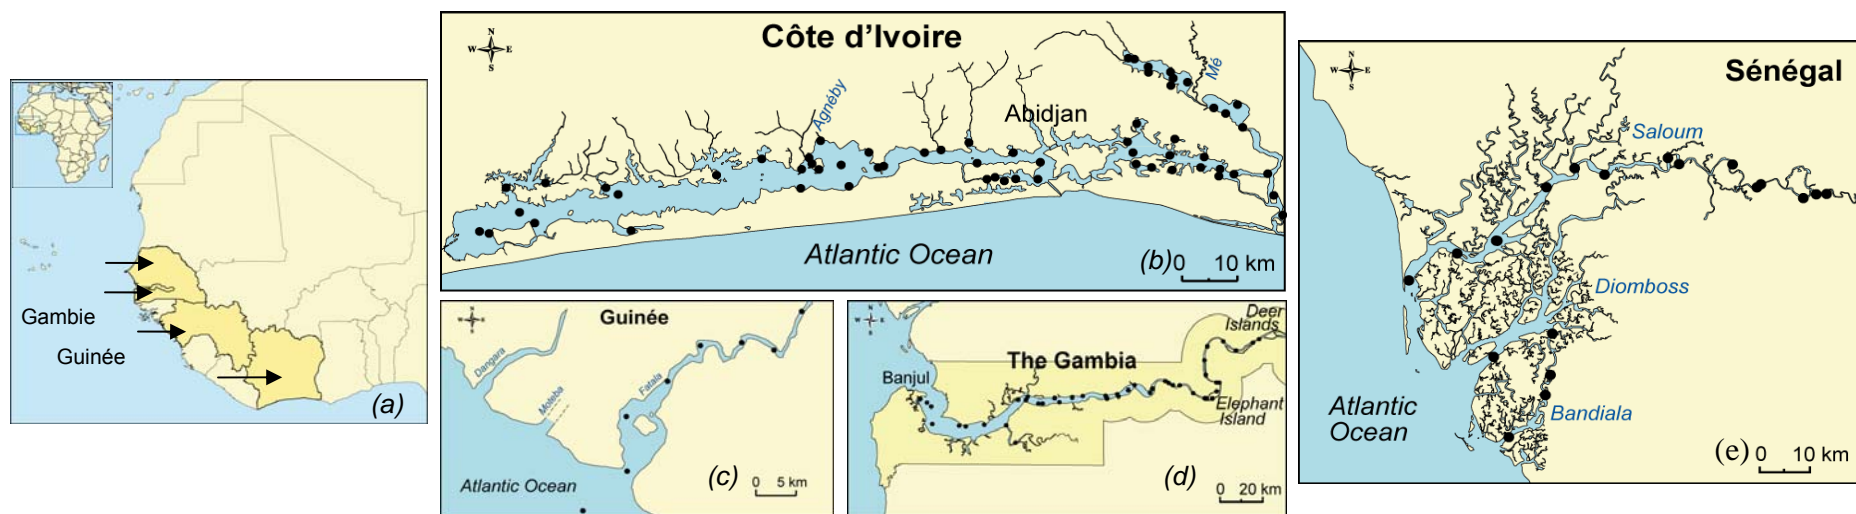 Gambie
Guinée
(a)
N
W E
S
Côte d'Ivoire
Agnéby
Abidjan
Mé
Atlantic Ocean
(b)
0 10 km
Guinée
Dangara
Moleba
Fatala
Atlantic Ocean
(c)
0 5 km
The Gambia
Banjul
Deer
Islands
Elephant
Island
(d)
0 20 km
N
W E
S
Sénégal
Saloum
Diomboss
Bandiala
Atlantic
Ocean
(e)
0 10 km